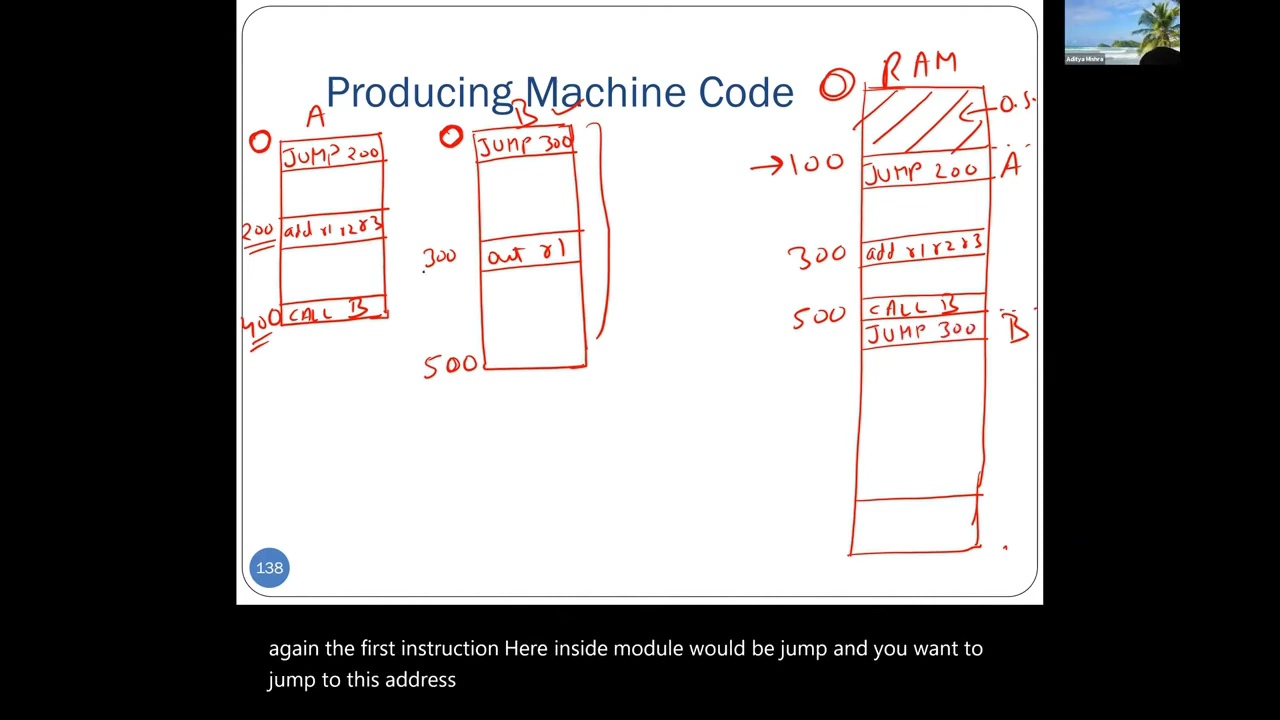 Aditya Mishra
Producing Machine Code
A
0
JUMP 200
200
add r1 r2 r3
400
CALL B
B
0
JUMP 300
300
out r1
500
RAM
0
O.S.
100
JUMP 200
A
300
add r1 r2 r3
500
CALL B
JUMP 300
B
138
again the first instruction Here inside module would be jump and you want to
jump to this address